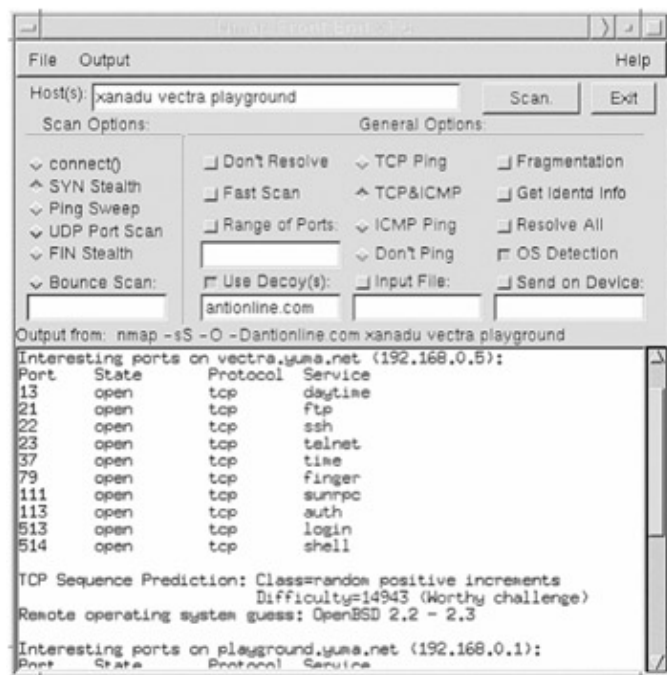 File Output Help
Host(s): xanadu vectra playground Scan. Exit
Scan Options: General Options:
connect()
SYN Stealth
Ping Sweep
UDP Port Scan
FIN Stealth
Bounce Scan:
Don't Resolve TCP Ping Fragmentation
Fast Scan TCP&ICMP Get Identd Info
Range of Ports: ICMP Ping Resolve All
Don't Ping OS Detection
Use Decoy(s): Input File: Send on Device:
antionline.com
Output from: nmap -sS -O -Dantionline.com xanadu vectra playground
Interesting ports on vectra.yuma.net (192.168.0.5):
Port State Protocol Service
13 open tcp daytime
21 open tcp ftp
22 open tcp ssh
23 open tcp telnet
37 open tcp time
79 open tcp finger
111 open tcp sunrpc
113 open tcp auth
513 open tcp login
514 open tcp shell
TCP Sequence Prediction: Class=random positive increments
Difficulty=14943 (Worthy challenge)
Remote operating system guess: OpenBSD 2.2 - 2.3
Interesting ports on playground.yuma.net (192.168.0.1):
Port State Protocol Service